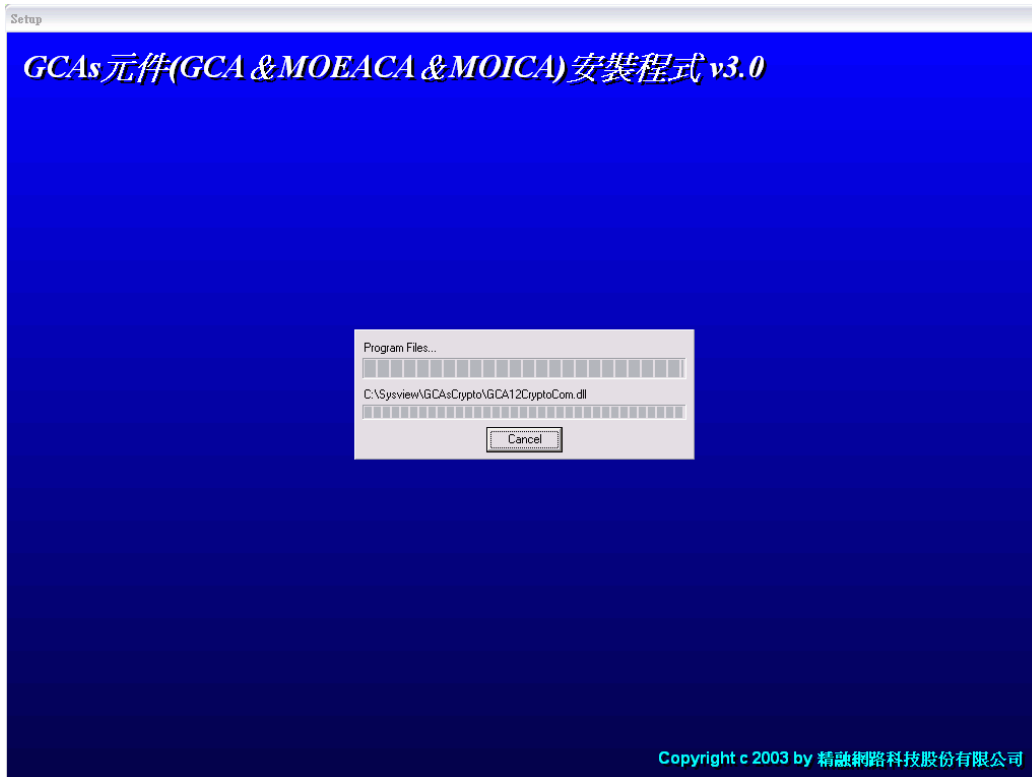 Setup
GCAs元件(GCA＆MOEACA＆MOICA)安裝程式 v3.0
Program Files...
C:\Sysview\GCAsCrypto\GCA12CryptoCom.dll
Cancel
Copyright c 2003 by 精融網路科技股份有限公司